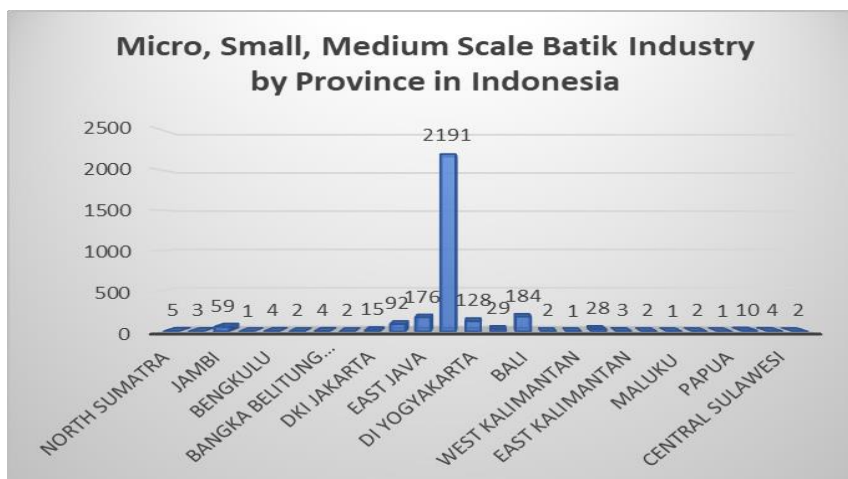 Micro, Small, Medium Scale Batik Industry
by Province in Indonesia
2500
2000
1500
1000
500
0
5 3 59 1 4 2 4 2 15 92 176 2191 128 29 184 2 1 28 3 2 1 2 1 10 4 2
NORTH SUMATRA
JAMBI
BENGKULU
BANGKA BELITUNG...
DKI JAKARTA
EAST JAVA
DI YOGYAKARTA
BALI
WEST KALIMANTAN
EAST KALIMANTAN
MALUKU
PAPUA
CENTRAL SULAWESI